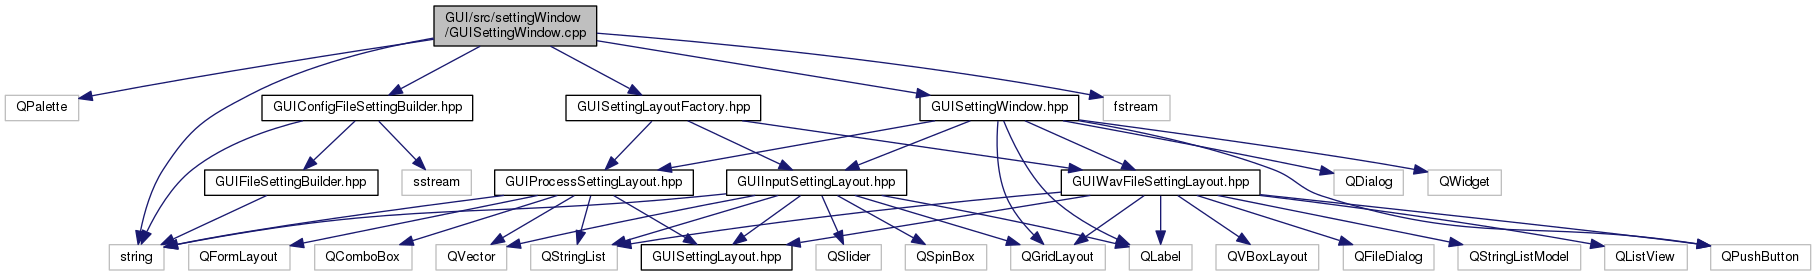 GUI/src/settingWindow
/GUISettingWindow.cpp
QPalette
GUIConfigFileSettingBuilder.hpp
GUISettingLayoutFactory.hpp
GUISettingWindow.hpp
fstream
GUIFileSettingBuilder.hpp
sstream
GUIProcessSettingLayout.hpp
GUIInputSettingLayout.hpp
GUIWavFileSettingLayout.hpp
QDialog
QWidget
string
QFormLayout
QComboBox
QVector
QStringList
GUISettingLayout.hpp
QSlider
QSpinBox
QGridLayout
QLabel
QVBoxLayout
QFileDialog
QStringListModel
QListView
QPushButton